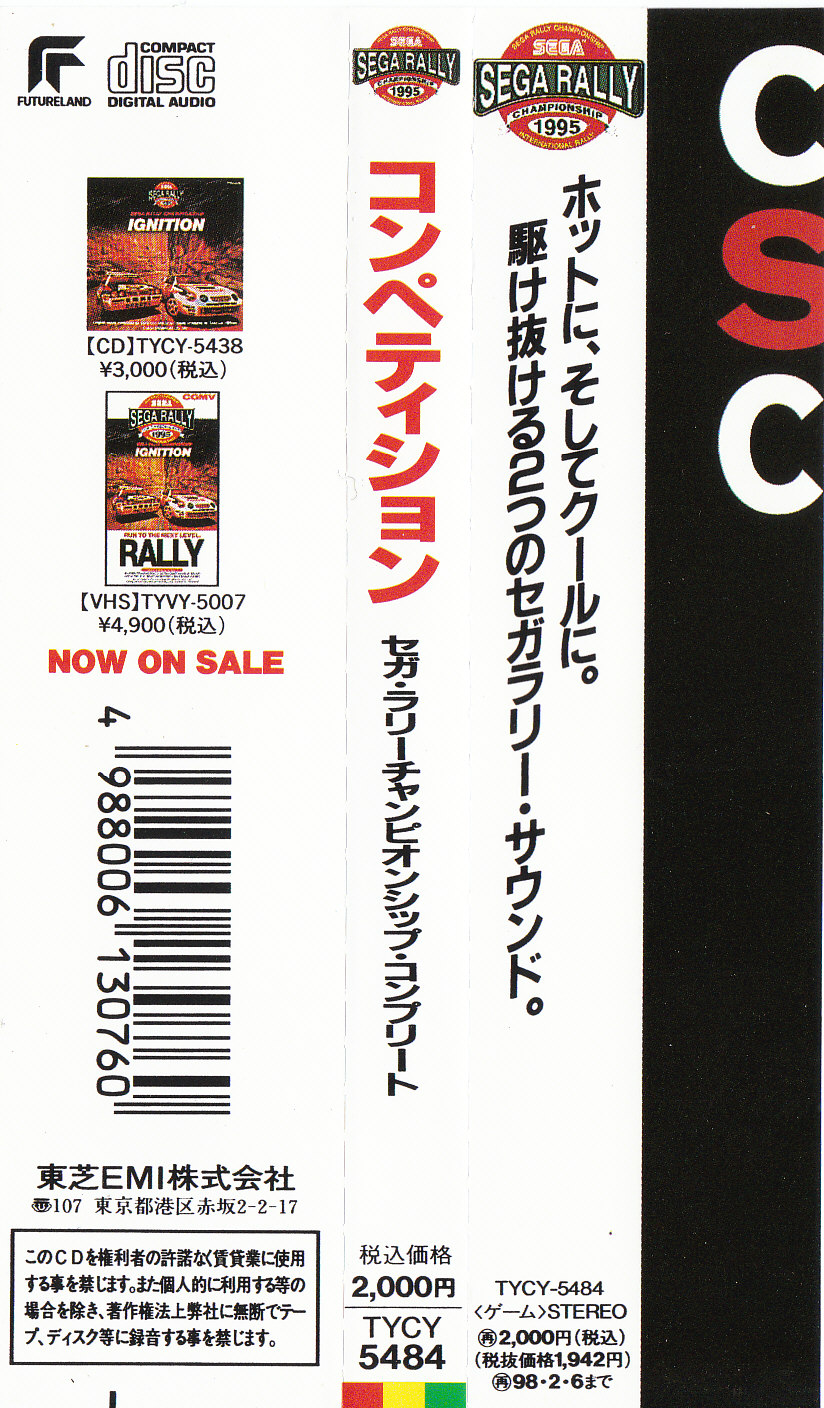 FUTURELAND
COMPACT
disc
DIGITAL AUDIO
SEGA RALLY
IGNITION
【CD】TYCY-5438
¥3,000(税込)
CGMV
SEGA
SEGA RALLY
1995
IGNITION
RUN TO THE NEXT LEVEL.
RALLY
【VHS】TYVY-5007
¥4,900(税込)
NOW ON SALE
4 988006 130760
東芝EMI株式会社
〠107 東京都港区赤坂2-2-17
このCDを権利者の許諾なく賃貸業に使用
する事を禁じます。また個人的に利用する等の
場合を除き、著作権法上弊社に無断でテー
プ、ディスク等に録音する事を禁じます。
SEGA
SEGA RALLY
CHAMPIONSHIP
1995
コンペティション
セガ・ラリーチャンピオンシップ・コンプリート
税込価格
2,000円
TYCY
5484
SEGA RALLY CHAMPIONSHIP
SEGA™
SEGA RALLY
CHAMPIONSHIP
1995
INTERNATIONAL RALLY
ホットに、そしてクールに。
駆け抜ける2つのセガラリー・サウンド。
TYCY-5484
〈ゲーム〉STEREO
㊢2,000円(税込)
(税抜価格1,942円)
㊢98・2・6まで
CSC